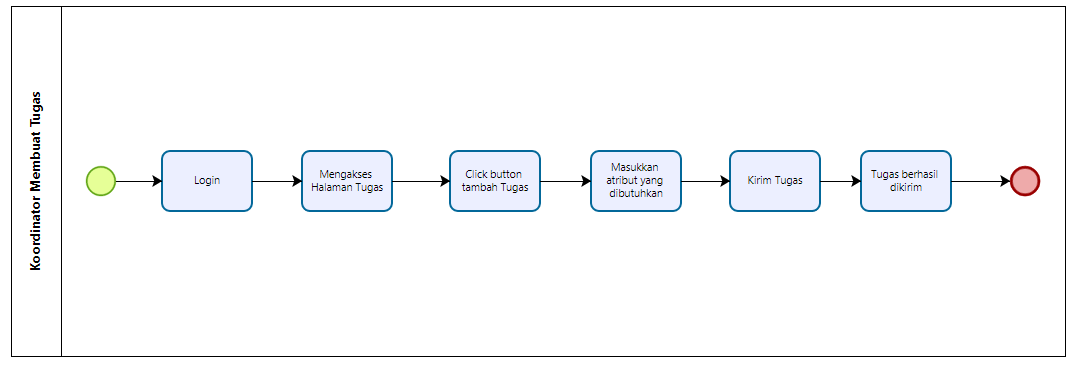 Koordinator Membuat Tugas
Login
Mengakses
Halaman Tugas
Click button
tambah Tugas
Masukkan
atribut yang
dibutuhkan
Kirim Tugas
Tugas berhasil
dikirim